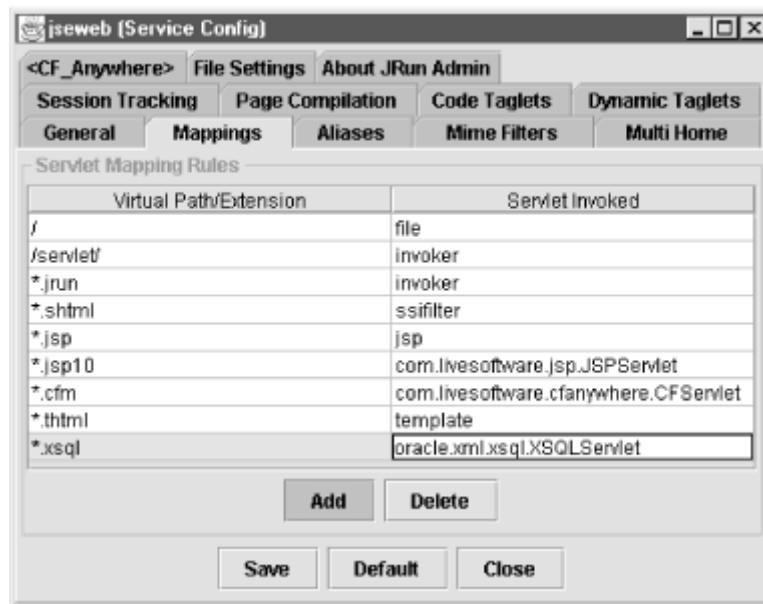 jseweb (Service Config)
<CF_Anywhere> File Settings About JRun Admin
Session Tracking Page Compilation Code Taglets Dynamic Taglets
General Mappings Aliases Mime Filters Multi Home
Servlet Mapping Rules
Virtual Path/Extension Servlet Invoked
/ file
/servlet/ invoker
*.jrun invoker
*.shtml ssifilter
*.jsp jsp
*.jsp10 com.livesoftware.jsp.JSPServlet
*.cfm com.livesoftware.cfanywhere.CFServlet
*.thtml template
*.xsql oracle.xml.xsql.XSQLServlet
Add Delete
Save Default Close